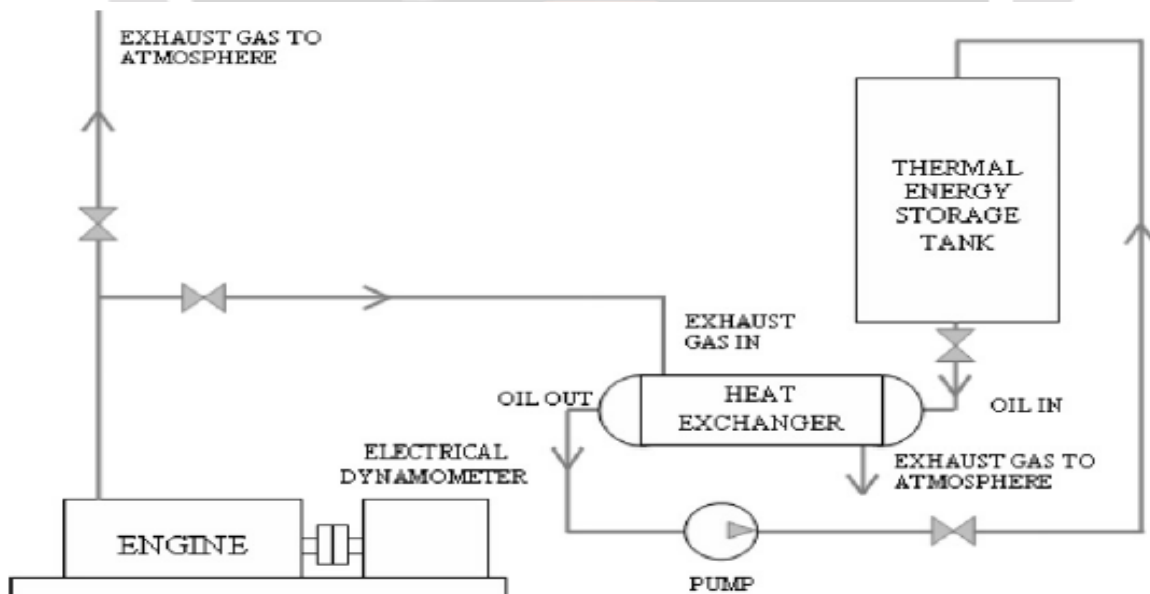 EXHAUST GAS TO
ATMOSPHERE
THERMAL
ENERGY
STORAGE
TANK
EXHAUST
GAS IN
OIL OUT
HEAT
EXCHANGER
OIL IN
ELECTRICAL
DYNAMOMETER
EXHAUST GAS TO
ATMOSPHERE
ENGINE
PUMP